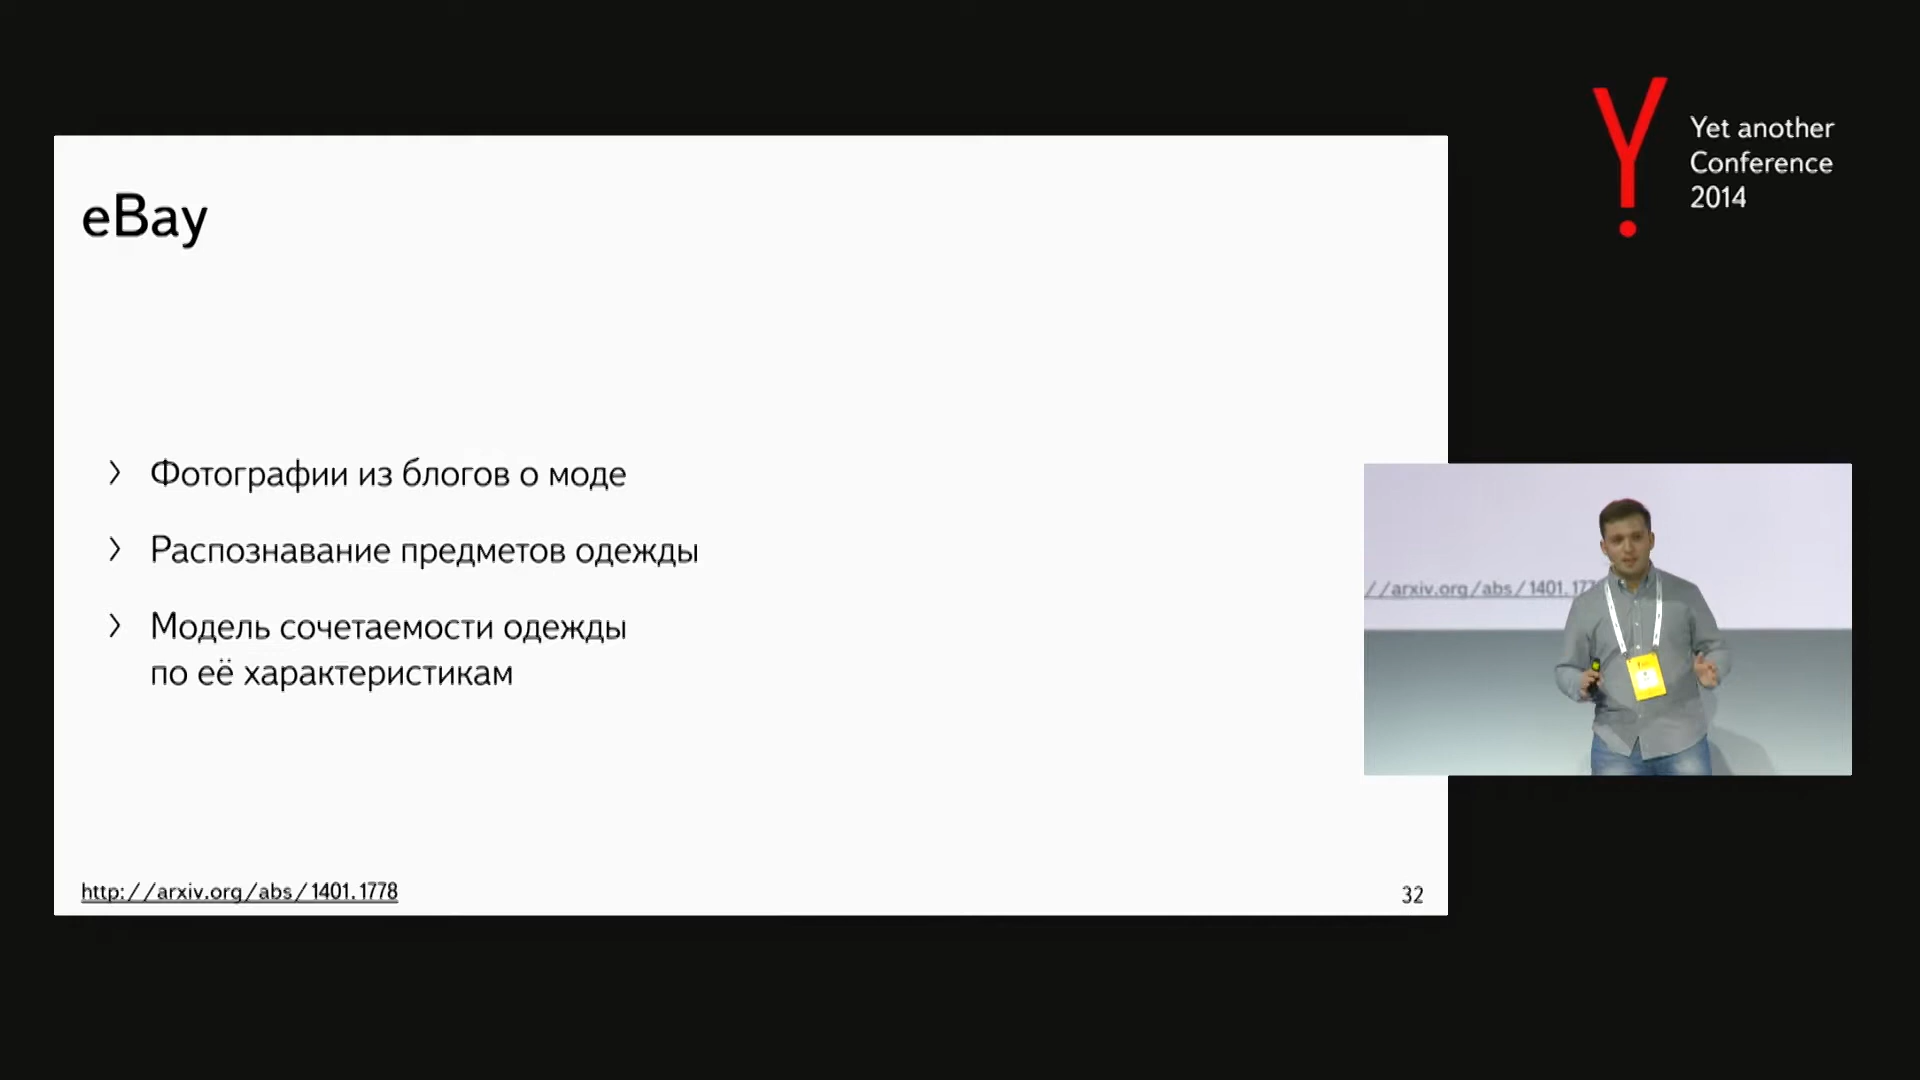 Yet another
Conference
2014
eBay
Фотографии из блогов о моде
Распознавание предметов одежды
Модель сочетаемости одежды
по её характеристикам
//arxiv.org/abs/1401.177
http://arxiv.org/abs/1401.1778
32